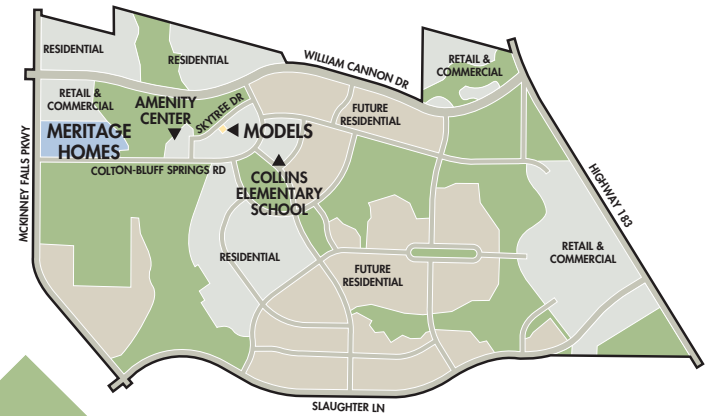 RESIDENTIAL
RESIDENTIAL
WILLIAM CANNON DR
RETAIL &
COMMERCIAL
RETAIL &
COMMERCIAL
AMENITY
CENTER
SKYTREE DR
MODELS
FUTURE
RESIDENTIAL
MERITAGE
HOMES
COLTON-BLUFF SPRINGS RD
COLLINS
ELEMENTARY
SCHOOL
MCKINNEY FALLS PKWY
HIGHWAY 183
RESIDENTIAL
FUTURE
RESIDENTIAL
RETAIL &
COMMERCIAL
SLAUGHTER LN